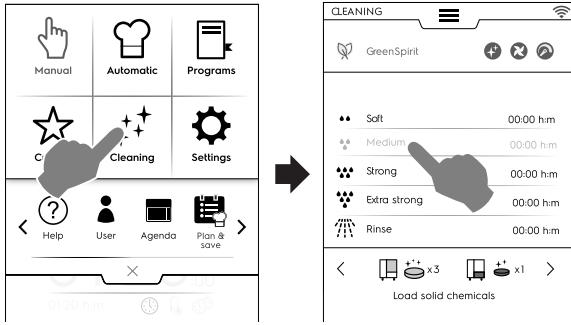 Manual Automatic Programs
C Cleaning Settings
Help User Agenda Plan &
save
01:20 h:m
CLEANING
GreenSpirit
Soft 00:00 h:m
Medium 00:00 h:m
Strong 00:00 h:m
Extra strong 00:00 h:m
Rinse 00:00 h:m
x3 x1
Load solid chemicals